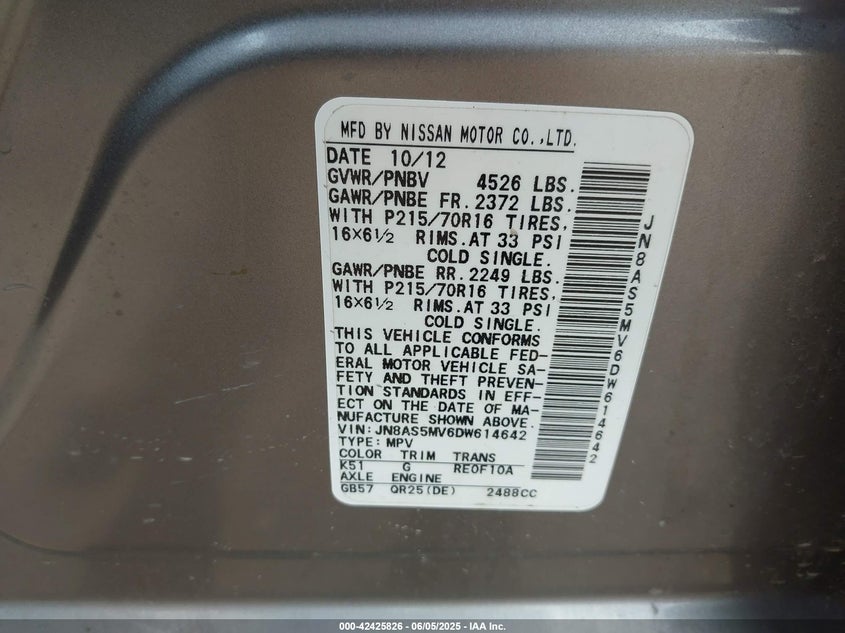 MFD BY NISSAN MOTOR CO.,LTD.
DATE 10/12
GVWR/PNBV 4526 LBS.
GAWR/PNBE FR. 2372 LBS.
WITH P215/70R16 TIRES,
16X6½ RIMS.AT 33 PSI
COLD SINGLE.
GAWR/PNBE RR. 2249 LBS.
WITH P215/70R16 TIRES,
16X6½ RIMS.AT 33 PSI
COLD SINGLE.
THIS VEHICLE CONFORMS
TO ALL APPLICABLE FED-
ERAL MOTOR VEHICLE SA-
FETY AND THEFT PREVEN-
TION STANDARDS IN EFF-
ECT ON THE DATE OF MA-
NUFACTURE SHOWN ABOVE.
VIN:JN8AS5MV6DW614642
TYPE:MPV
COLOR TRIM TRANS
K51 G RE0F10A
AXLE ENGINE
GB57 QR25(DE) 2488CC
JN8AS5MV6DW614642
000-42425826 - 06/05/2025 - IAA Inc.